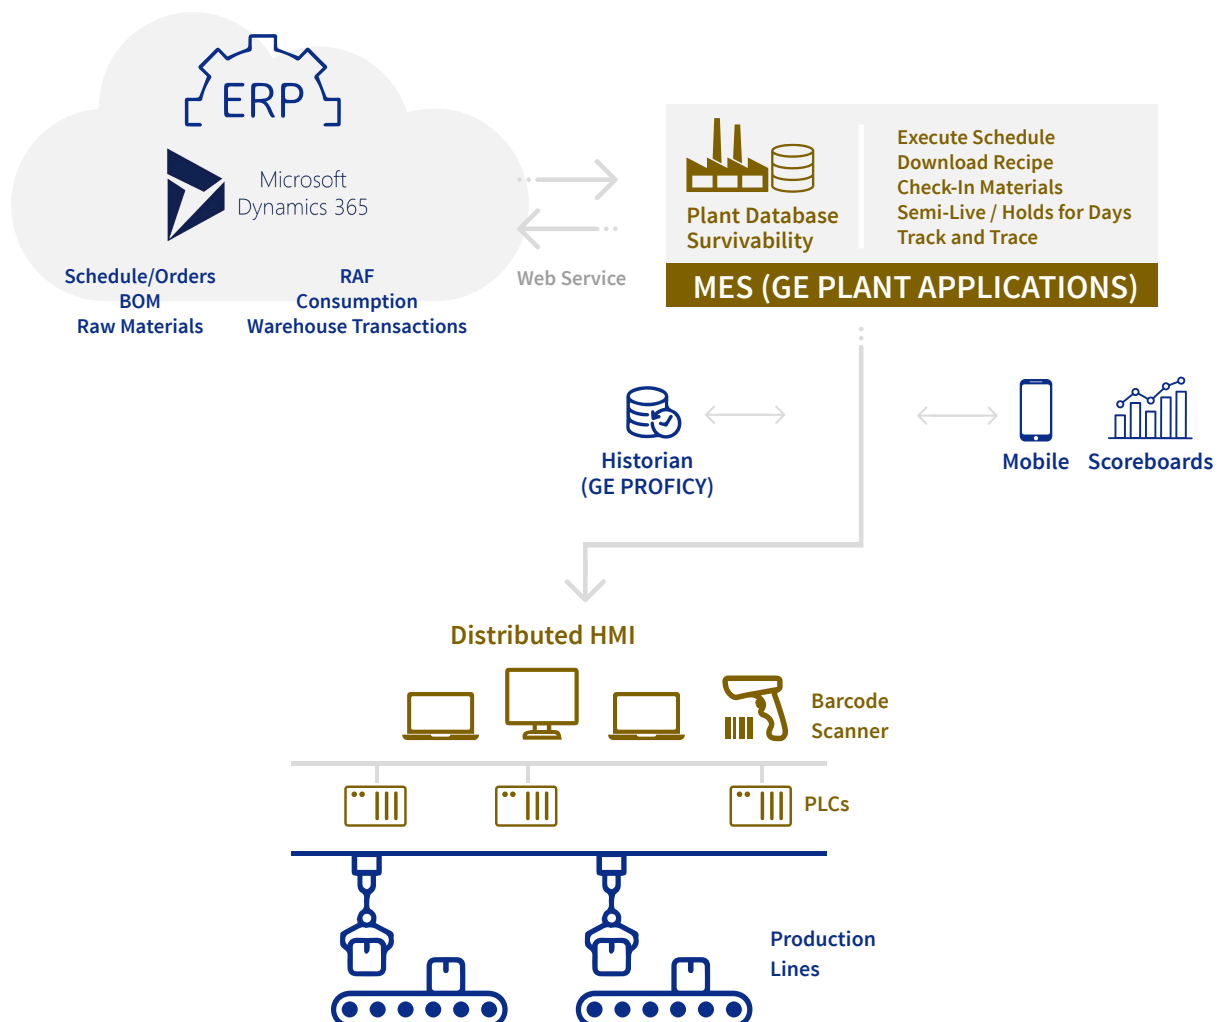 ERP
Microsoft
Dynamics 365
Schedule/Orders
BOM
Raw Materials
RAF
Consumption
Warehouse Transactions
Web Service
Plant Database
Survivability
Execute Schedule
Download Recipe
Check-In Materials
Semi-Live / Holds for Days
Track and Trace
MES (GE PLANT APPLICATIONS)
Historian
(GE PROFICY)
Mobile
Scoreboards
Distributed HMI
Barcode
Scanner
PLCs
Production
Lines